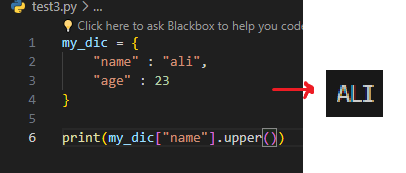 test3.py > ...
Click here to ask Blackbox to help you code
1 my_dic = {
2 "name" : "ali",
3 "age" : 23
4 }
5
6 print(my_dic["name"].upper())
ALI